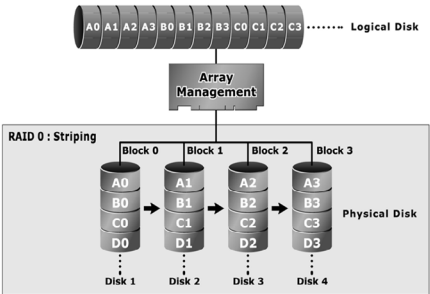 A0 A1 A2 A3 B0 B1 B2 B3 C0 C1 C2 C3 Logical Disk
Array
Management
RAID 0 : Striping
Block 0 Block 1 Block 2 Block 3
A0 A1 A2 A3
B0 B1 B2 B3
Physical Disk
C0 C1 C2 C3
D0 D1 D2 D3
Disk 1 Disk 2 Disk 3 Disk 4